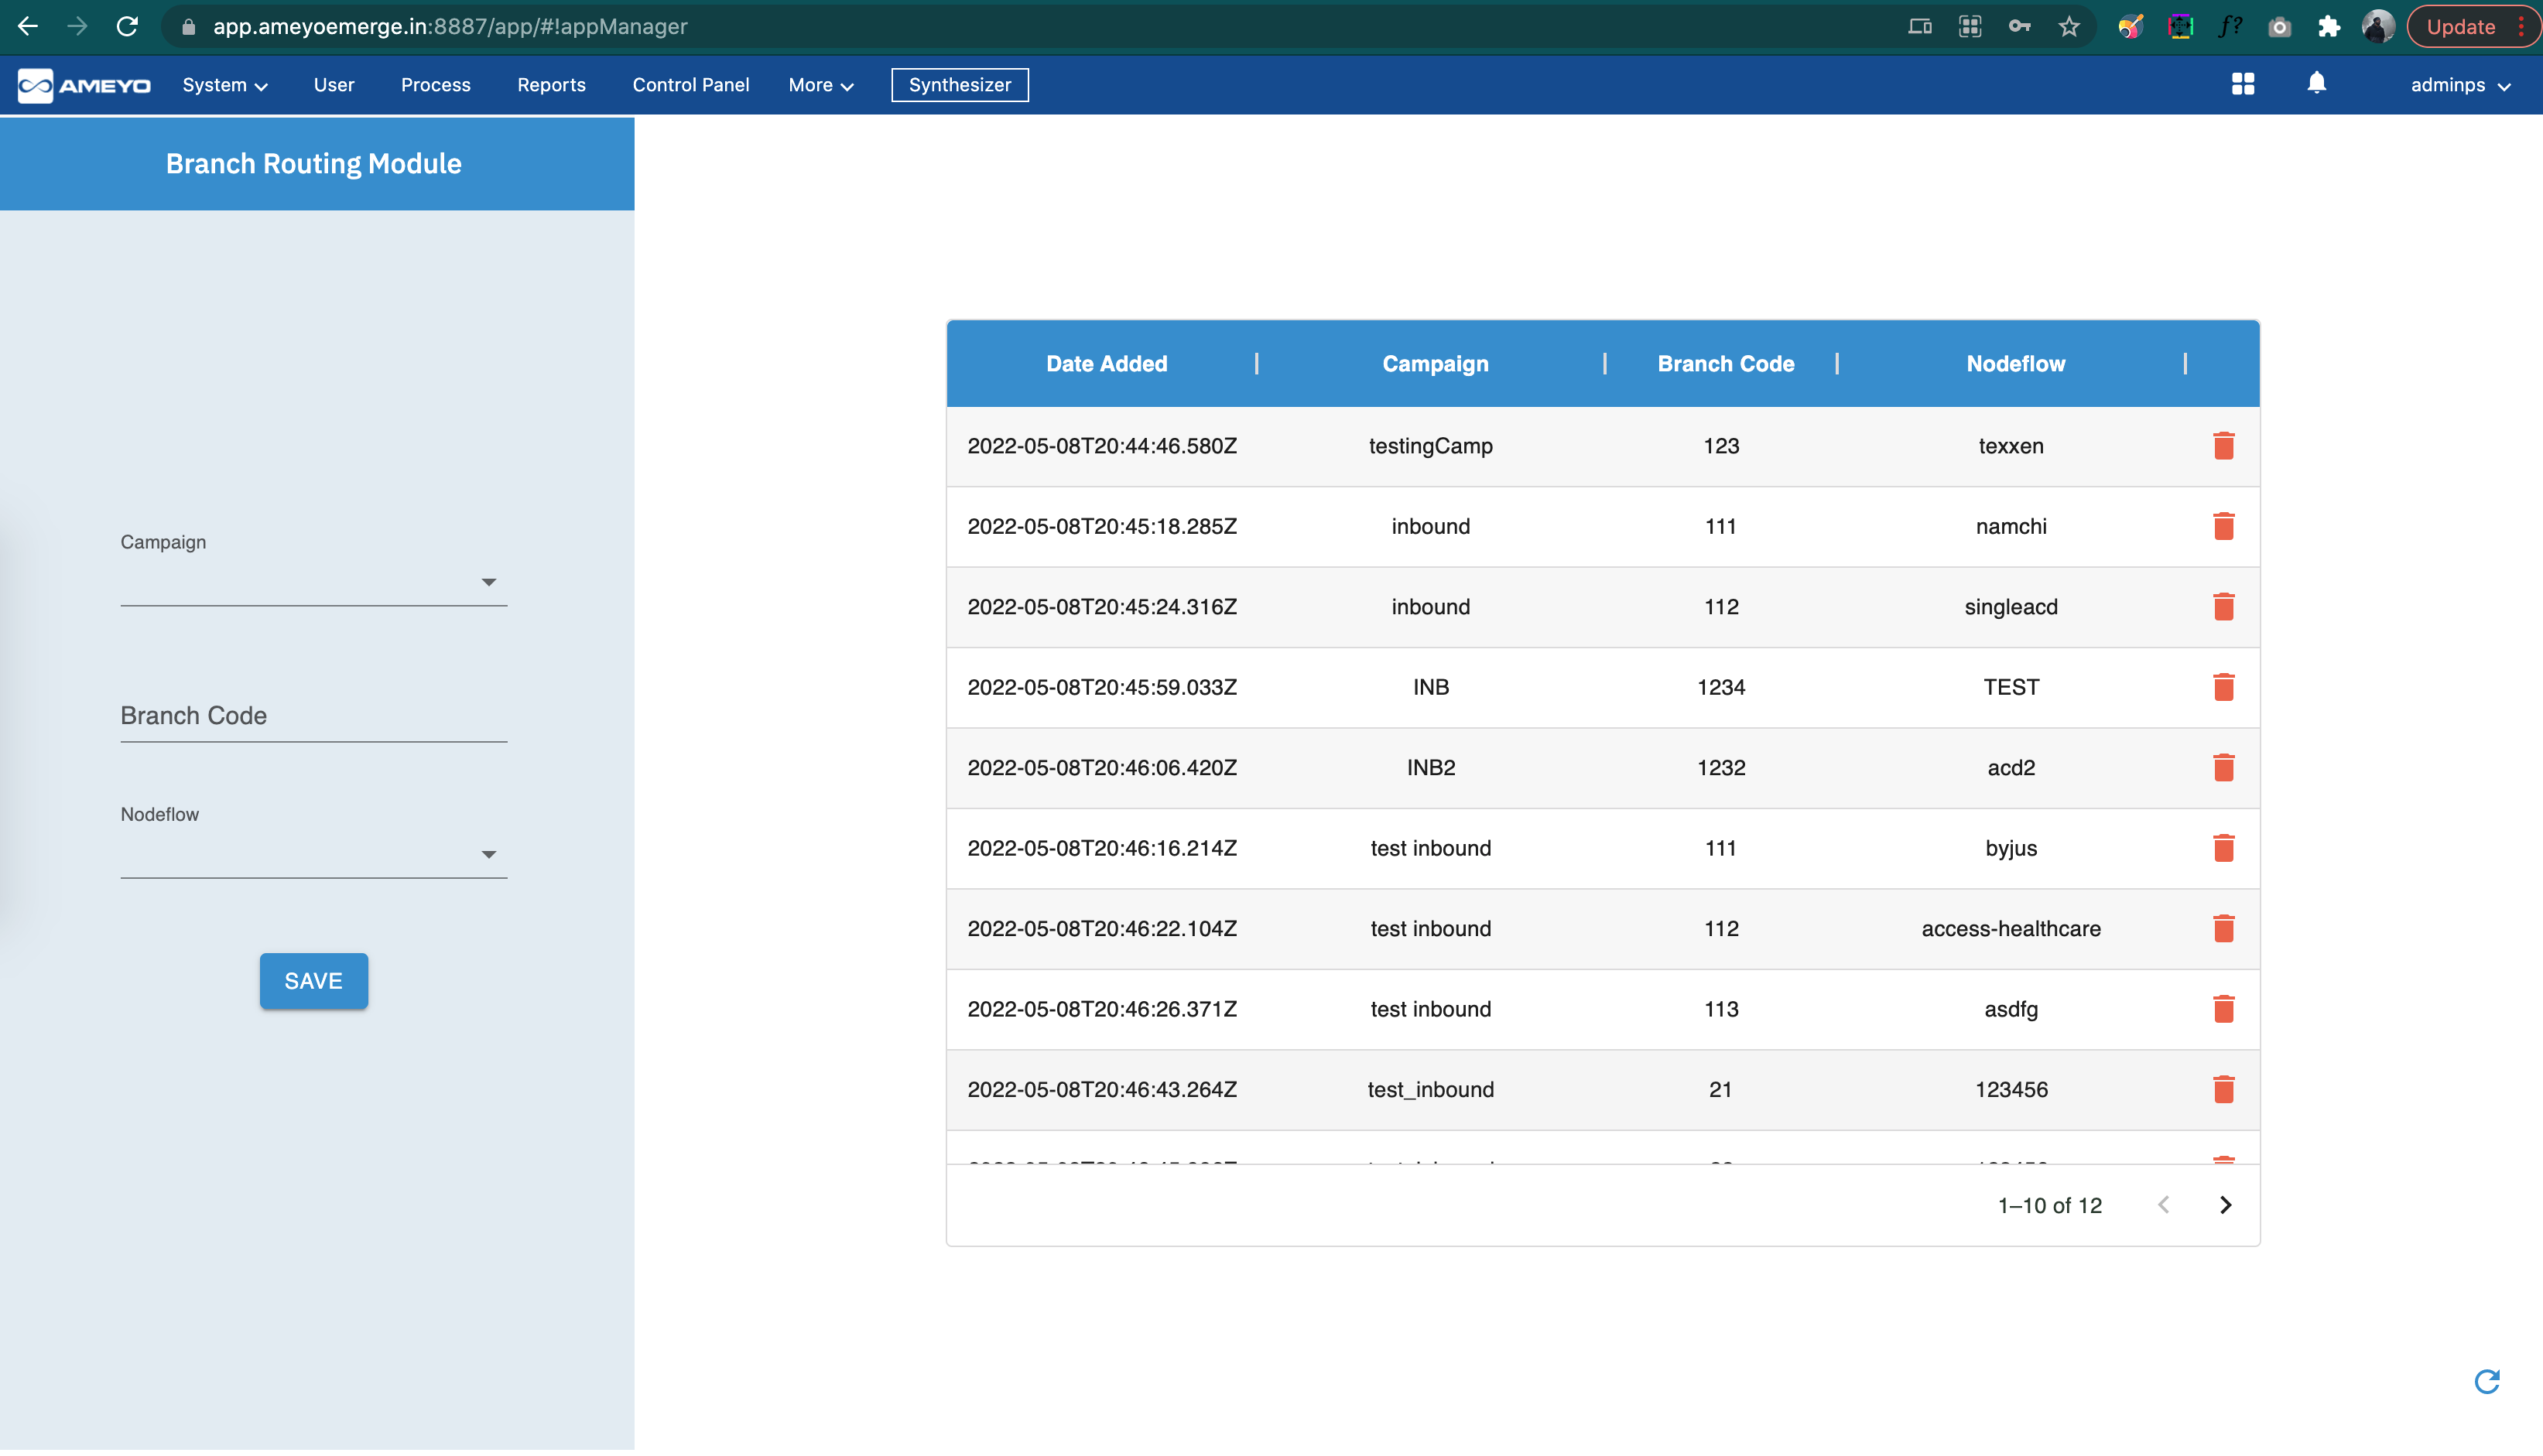 app.ameyoemerge.in:8887/app/#!appManager
f?
Update
AMEYO
System
User
Process
Reports
Control Panel
More
Synthesizer
adminps
Branch Routing Module
Campaign
Branch Code
Nodeflow
SAVE
Date Added | Campaign | Branch Code | Nodeflow |
2022-05-08T20:44:46.580Z testingCamp 123 texxen
2022-05-08T20:45:18.285Z inbound 111 namchi
2022-05-08T20:45:24.316Z inbound 112 singleacd
2022-05-08T20:45:59.033Z INB 1234 TEST
2022-05-08T20:46:06.420Z INB2 1232 acd2
2022-05-08T20:46:16.214Z test inbound 111 byjus
2022-05-08T20:46:22.104Z test inbound 112 access-healthcare
2022-05-08T20:46:26.371Z test inbound 113 asdfg
2022-05-08T20:46:43.264Z test_inbound 21 123456
1–10 of 12